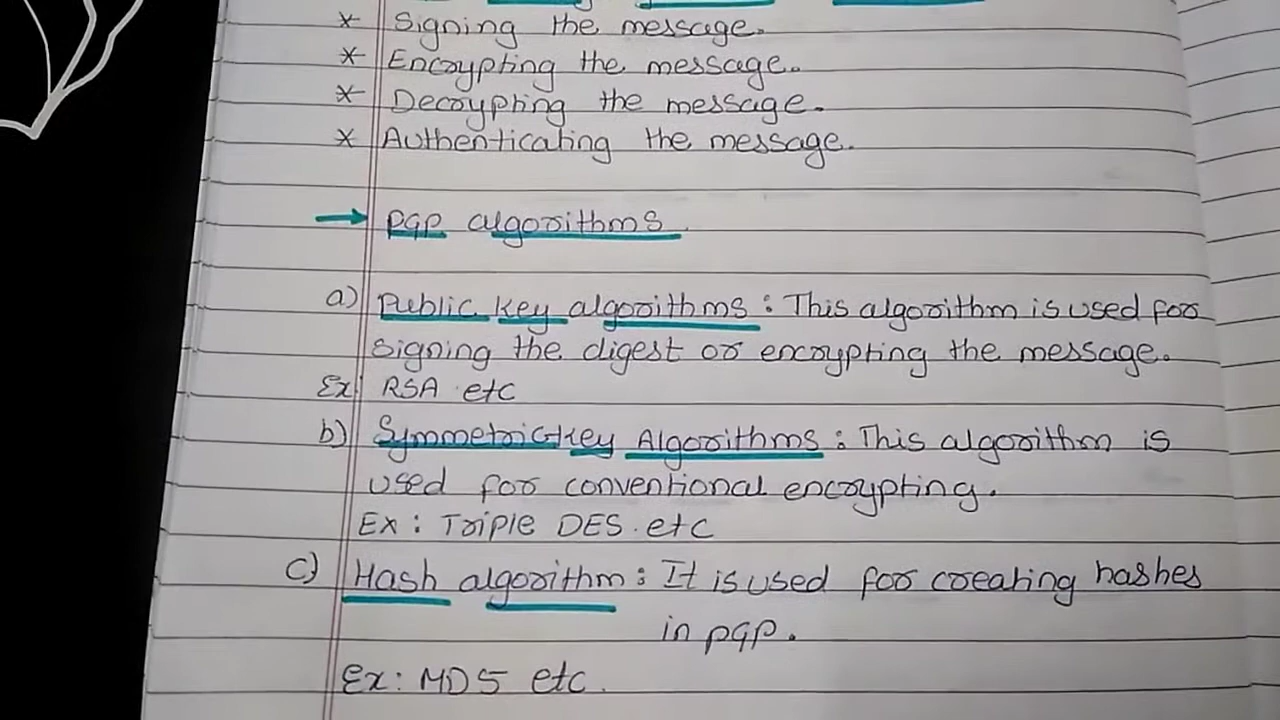 * Signing the message.
* Encrypting the message.
* Decrypting the message.
* Authenticating the message.
→ PGP algorithms.
a) Public key algorithms : This algorithm is used for
signing the digest or encrypting the message.
Ex RSA etc
b) Symmetric-key Algorithms : This algorithm is
used for conventional encrypting.
Ex : Triple DES. etc
c) Hash algorithm : It is used for creating hashes
in PGP.
Ex : MD5 etc.